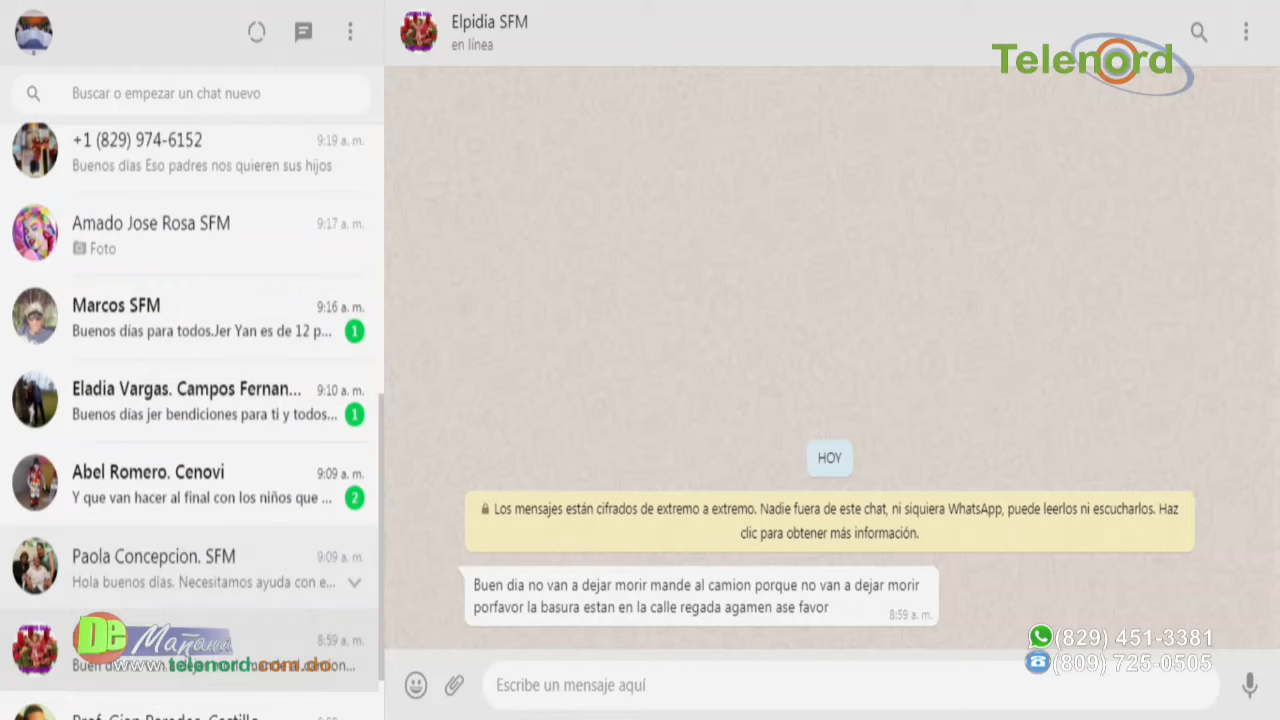 Elpidia SFM
en línea
Telenord
Buscar o empezar un chat nuevo
+1 (829) 974-6152
9:19 a. m.
Buenos días Eso padres nos quieren sus hijos
Amado Jose Rosa SFM
9:17 a. m.
Foto
Marcos SFM
9:16 a. m.
Buenos días para todos.Jer Yan es de 12 p...
1
Eladia Vargas. Campos Fernan...
9:10 a. m.
Buenos días jer bendiciones para ti y todos...
1
Abel Romero. Cenovi
9:09 a. m.
Y que van hacer al final con los niños que ...
2
Paola Concepcion. SFM
9:09 a. m.
Hola buenos días. Necesitamos ayuda con e...
8:59 a. m.
De Mañana
www.telenord.com.do
HOY
Los mensajes están cifrados de extremo a extremo. Nadie fuera de este chat, ni siquiera WhatsApp, puede leerlos ni escucharlos. Haz
clic para obtener más información.
Buen dia no van a dejar morir mande al camion porque no van a dejar morir
porfavor la basura estan en la calle regada agamen ase favor
8:59 a. m.
(829) 451-3381
(809) 725-0505
Escribe un mensaje aquí